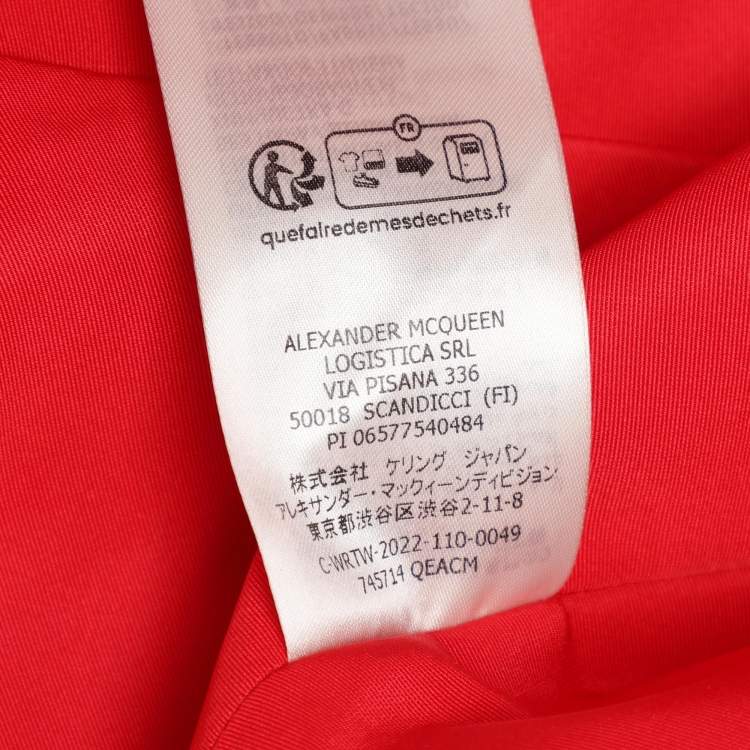 FR
quefairedemesdechets.fr
ALEXANDER MCQUEEN
LOGISTICA SRL
VIA PISANA 336
50018 SCANDICCI (FI)
PI 06577540484
株式会社 ケリング ジャパン
アレキサンダー・マックィーンディビジョン
東京都渋谷区渋谷2-11-8
C-WRTW-2022-110-0049
745714 QEACM